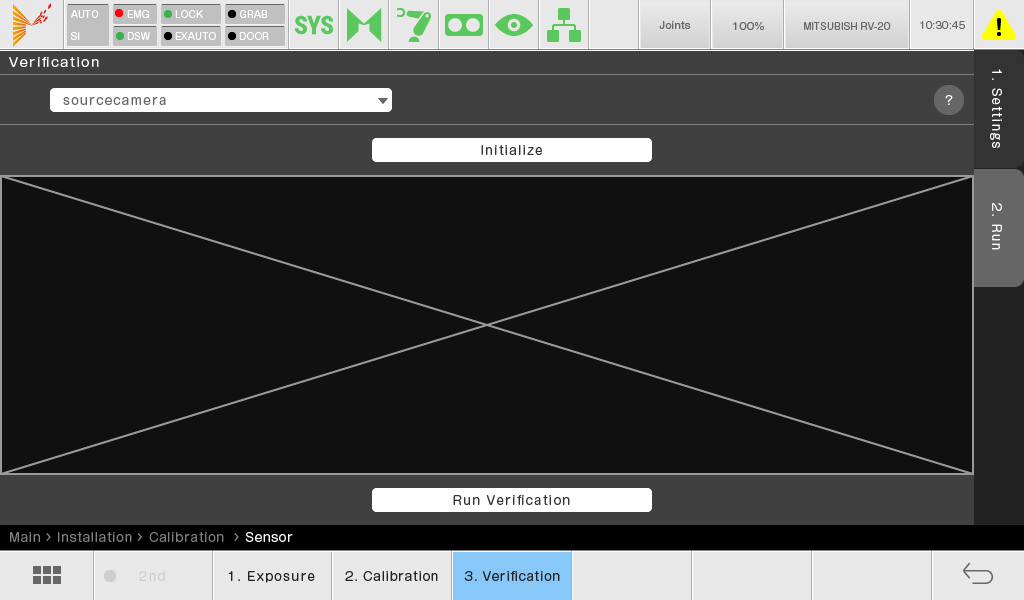 AUTO EMG LOCK GRAB
SI DSW EXAUTO DOOR
SYS
Joints 100% MITSUBISH RV-20 10:30:45
!
Verification
sourcecamera
?
Initialize
1. Settings
2. Run
Run Verification
Main > Installation > Calibration > Sensor
2nd 1. Exposure 2. Calibration 3. Verification